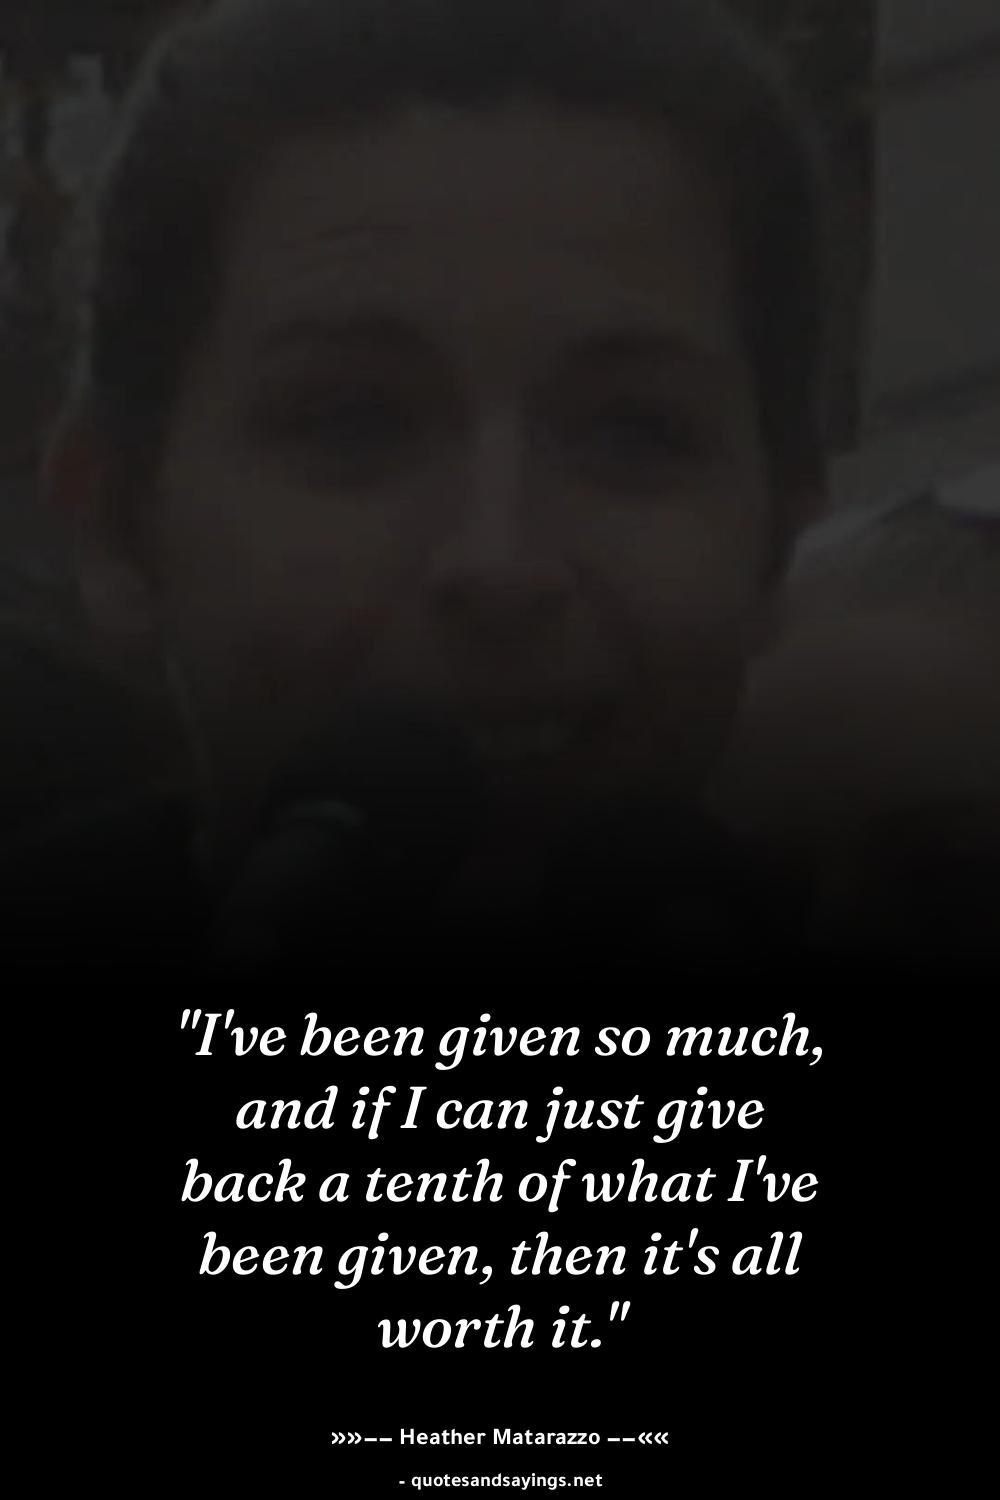 "I've been given so much,
and if I can just give
back a tenth of what I've
been given, then it's all
worth it."
»»–– Heather Matarazzo ––««
- quotesandsayings.net